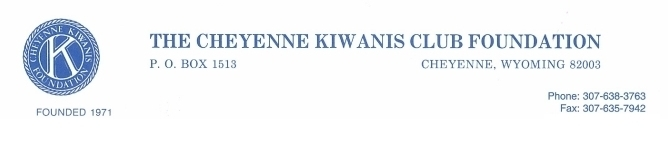 CHEYENNE KIWANIS
K
FOUNDATION
FOUNDED 1971
THE CHEYENNE KIWANIS CLUB FOUNDATION
P. O. BOX 1513 CHEYENNE, WYOMING 82003
Phone: 307-638-3763
Fax: 307-635-7942